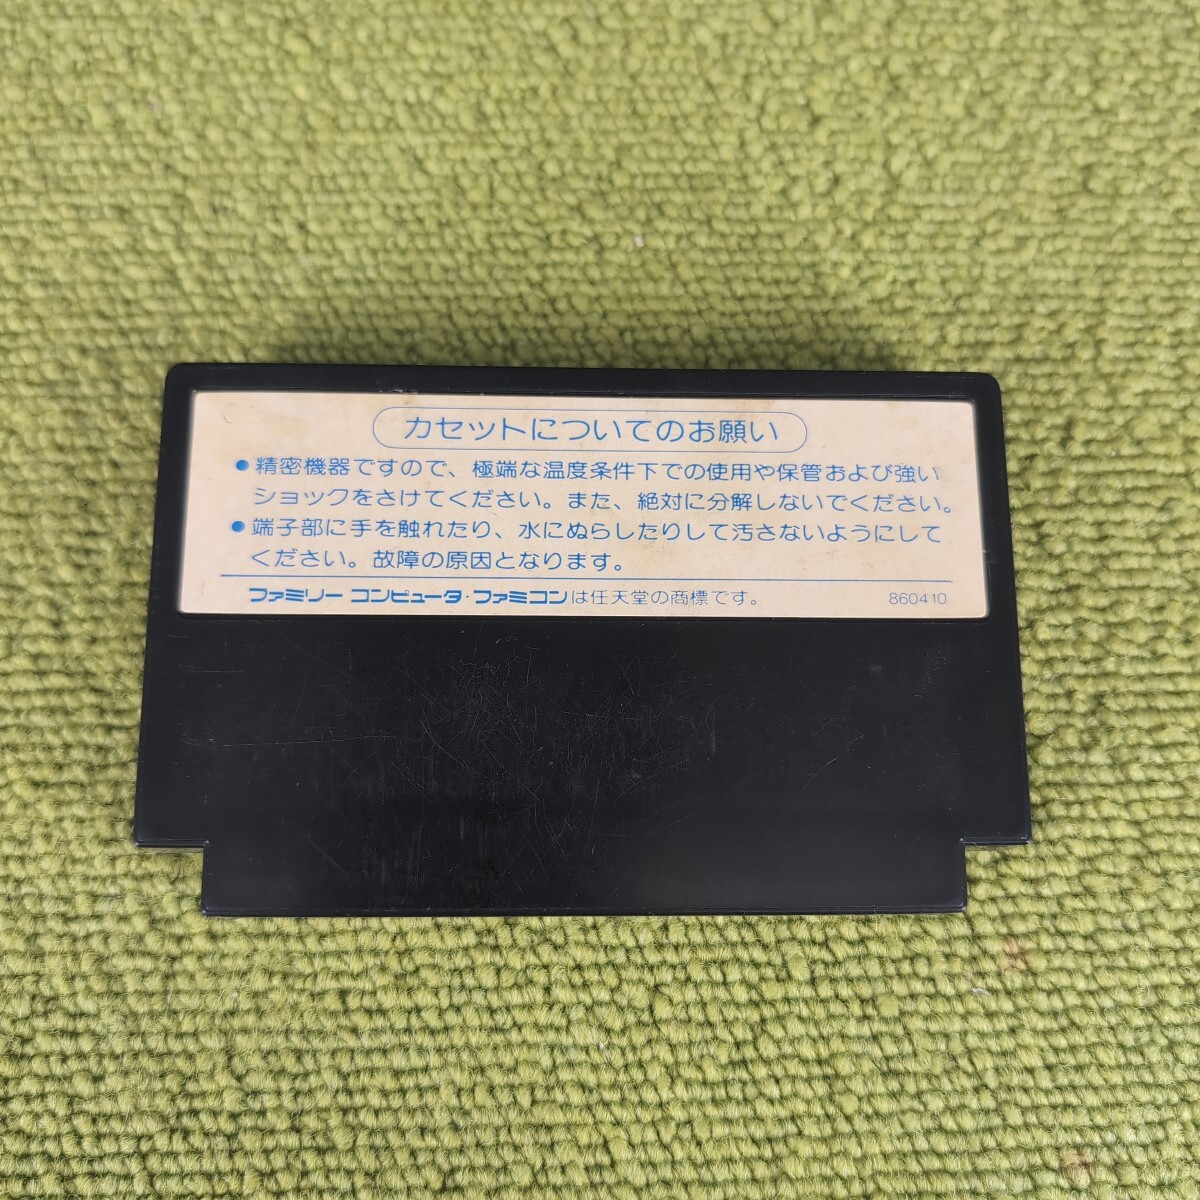 カセットについてのお願い
●精密機器ですので、極端な温度条件下での使用や保管および強い
ショックをさけてください。また、絶対に分解しないでください。
●端子部に手を触れたり、水にぬらしたりして汚さないようにして
ください。故障の原因となります。
ファミリー コンピュータ・ファミコンは任天堂の商標です。 860410